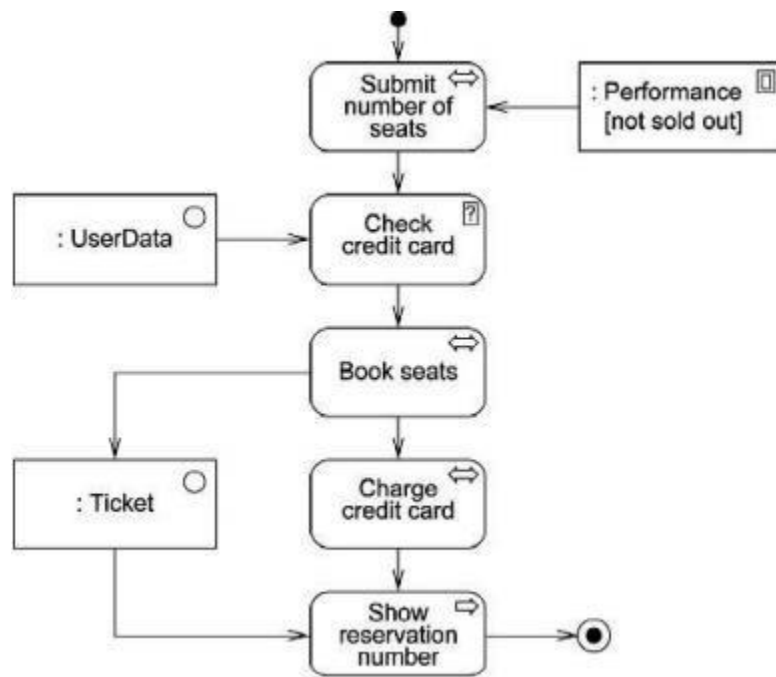 Submit
number of
seats
: Performance
[not sold out]
: UserData
?
Check
credit card
Book seats
: Ticket
Charge
credit card
Show
reservation
number